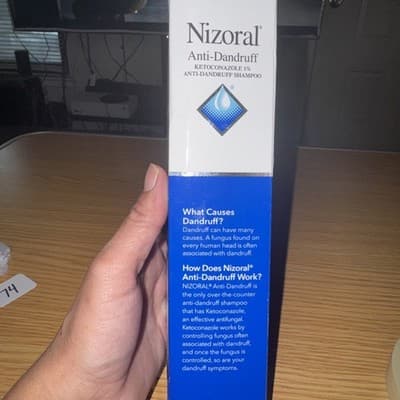 Nizoral®
Anti-Dandruff
KETOCONAZOLE 1%
ANTI-DANDRUFF SHAMPOO
®
What Causes
Dandruff?
Dandruff can have many
causes. A fungus found on
every human head is often
associated with dandruff.
How Does Nizoral®
Anti-Dandruff Work?
NIZORAL® Anti-Dandruff is
the only over-the-counter
anti-dandruff shampoo
that has Ketoconazole,
an effective antifungal.
Ketoconazole works by
controlling fungus often
associated with dandruff,
and once the fungus is
controlled, so are your
dandruff symptoms.
74